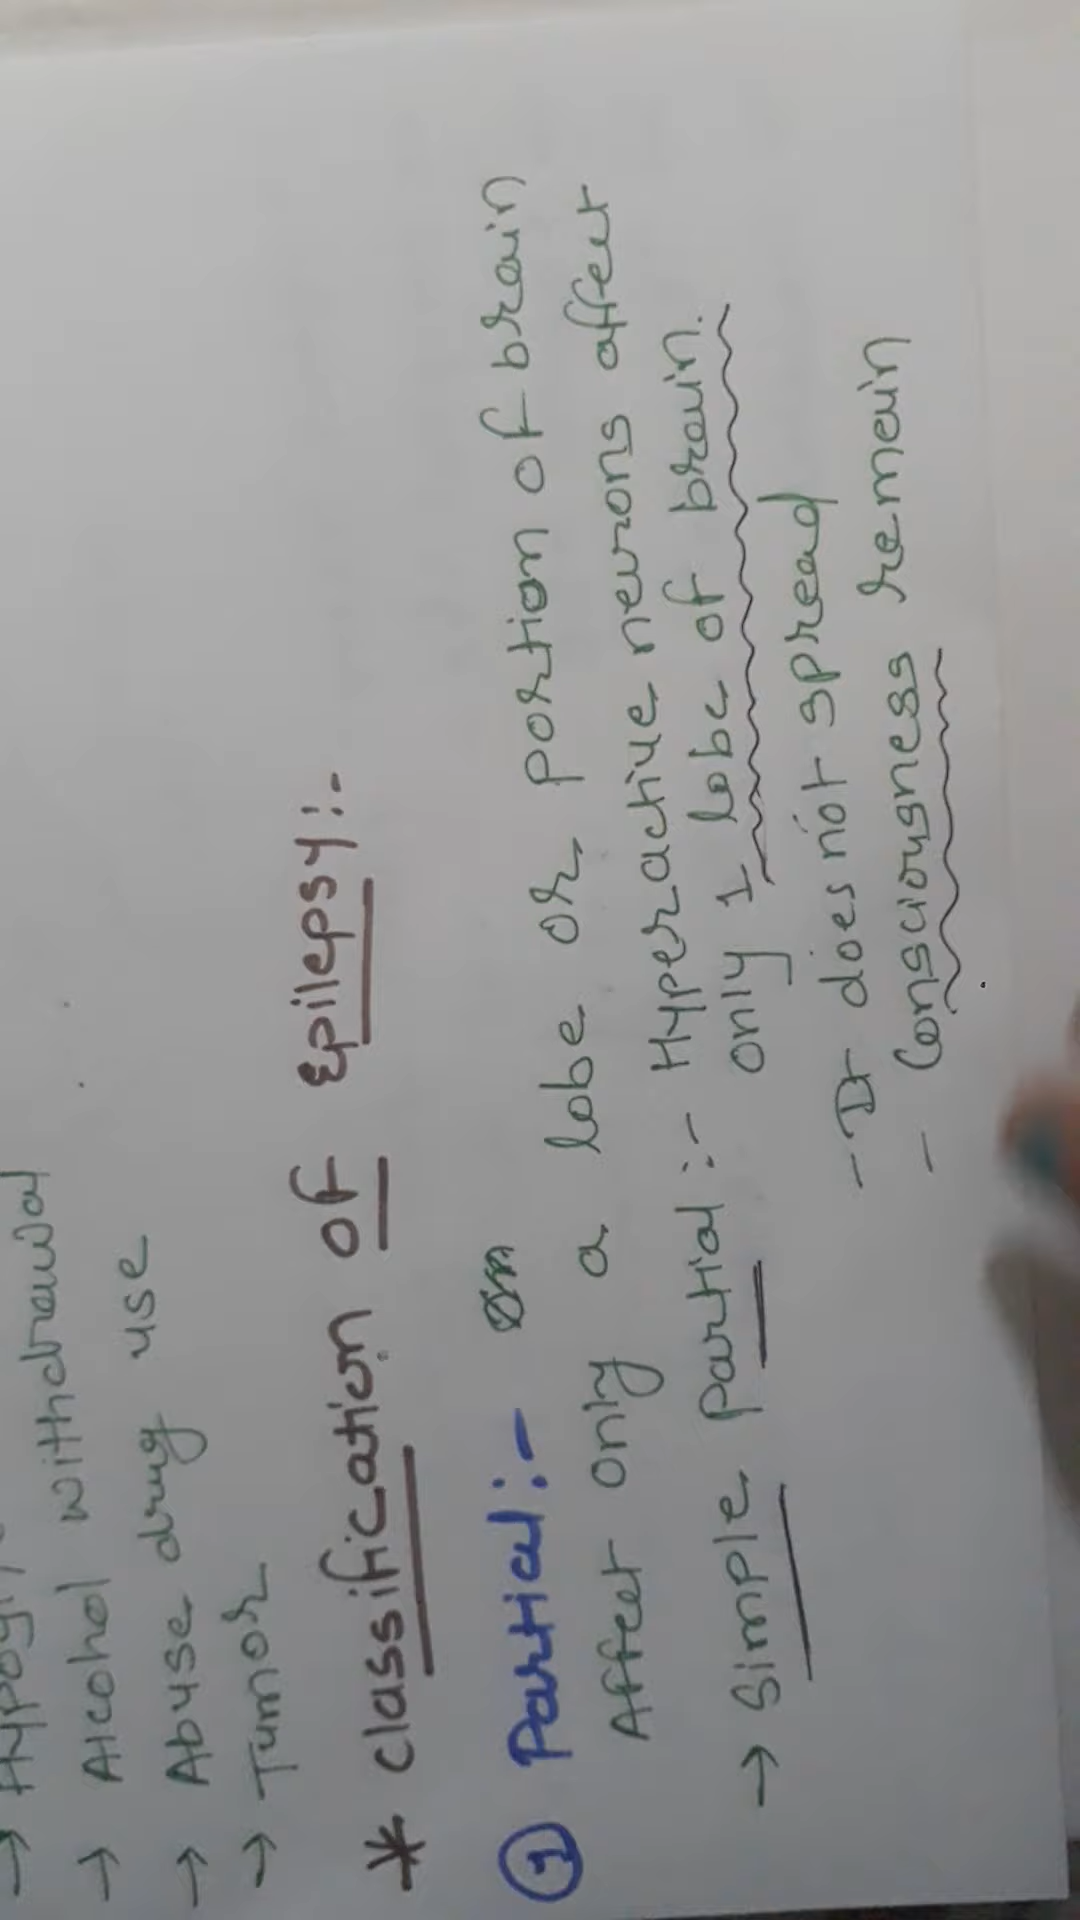 →
→ Alcohol withdrawal
→ Abuse drug use
→ Tumor
* classification of Epilepsy:-
① Partial:-
Affect only a lobe or portion of brain
→ Simple partial:- Hyperactive neurons affect
only 1 lobe of brain.
- It does not spread
- Consciousness remain